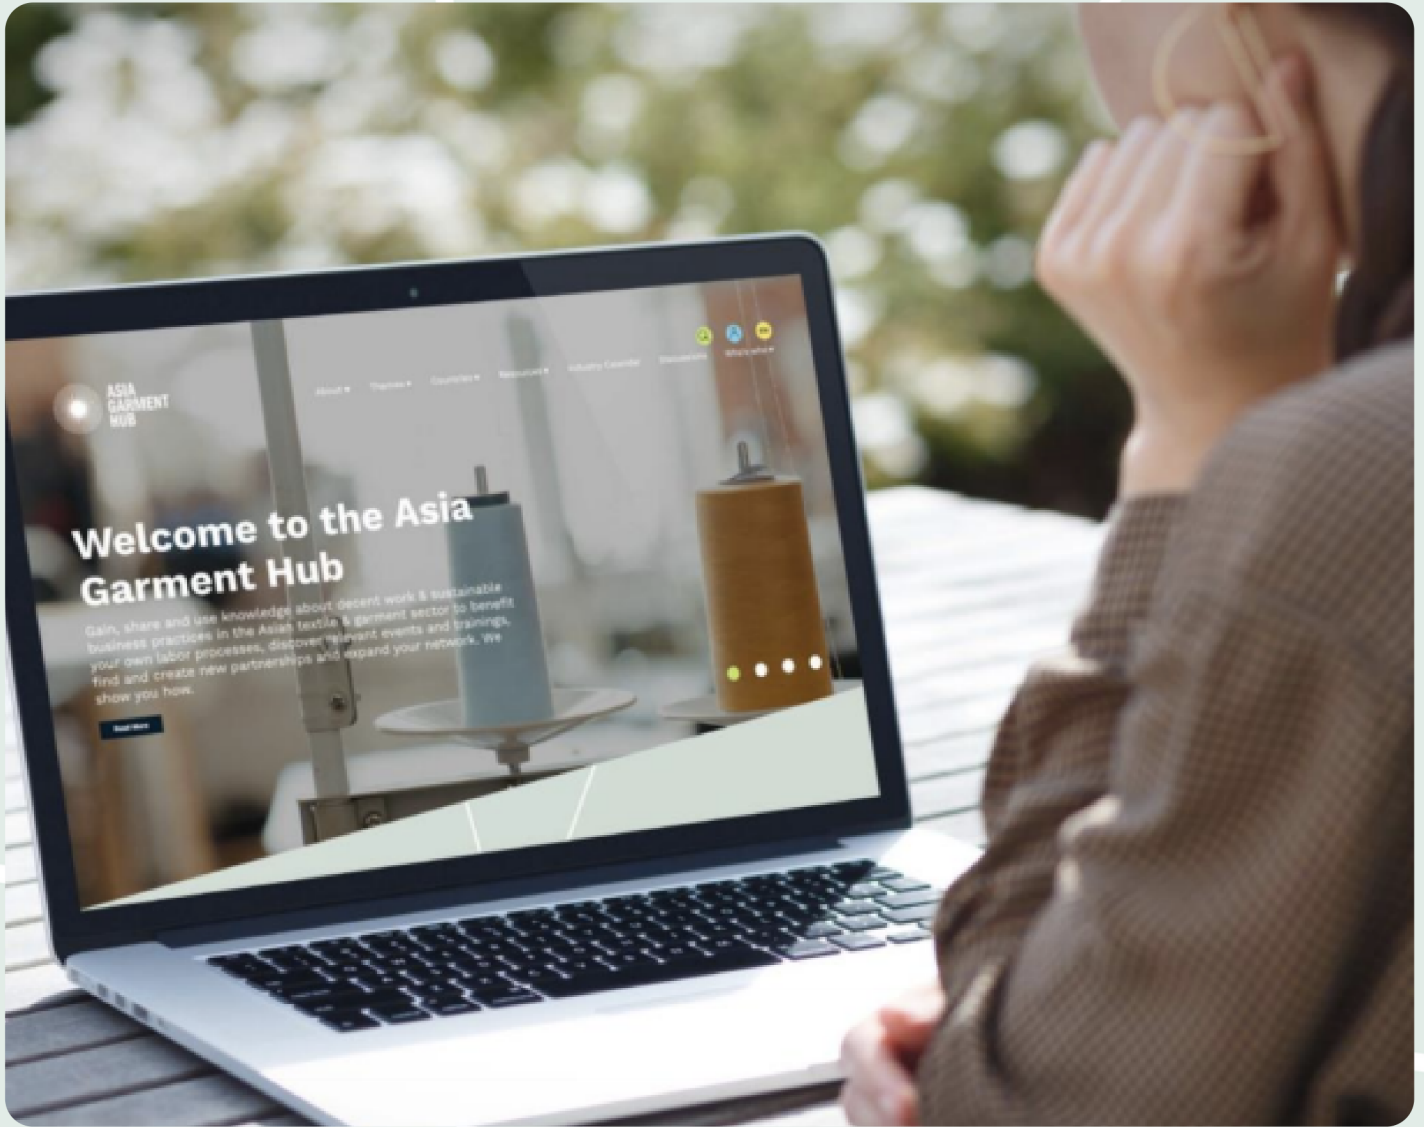 ASIA
GARMENT
HUB
About Themes Countries Resources Industry Calendar Discussions Who's who
Welcome to the Asia
Garment Hub
Gain, share and use knowledge about decent work & sustainable
business practices in the Asian textile & garment sector to benefit
your own labor processes, discover relevant events and trainings,
find and create new partnerships and expand your network. We
show you how.
Read More